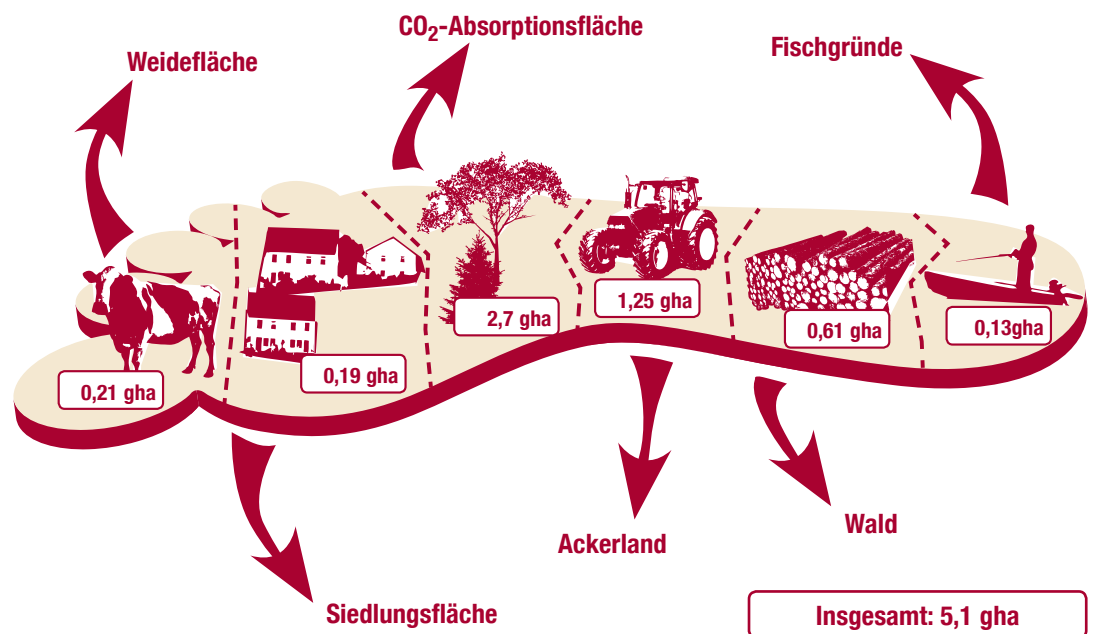 CO₂-Absorptionsfläche
Weidefläche
Fischgründe
0,21 gha
0,19 gha
2,7 gha
1,25 gha
0,61 gha
0,13gha
Ackerland
Wald
Siedlungsfläche
Insgesamt: 5,1 gha